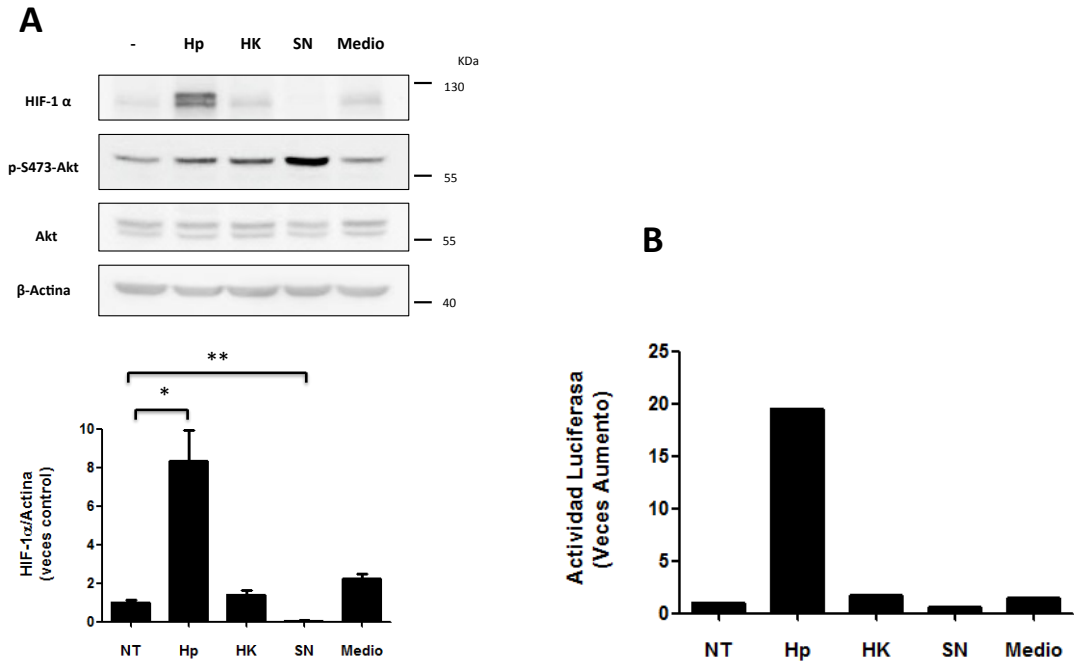 A
- Hp HK SN Medio
KDa
HIF-1 α
130
p-S473-Akt
55
Akt
55
β-Actina
40
**
*
HIF-1α/Actina
(veces control)
10
8
6
4
2
0
NT Hp HK SN Medio
B
Actividad Luciferasa
(Veces Aumento)
25
20
15
10
5
0
NT Hp HK SN Medio